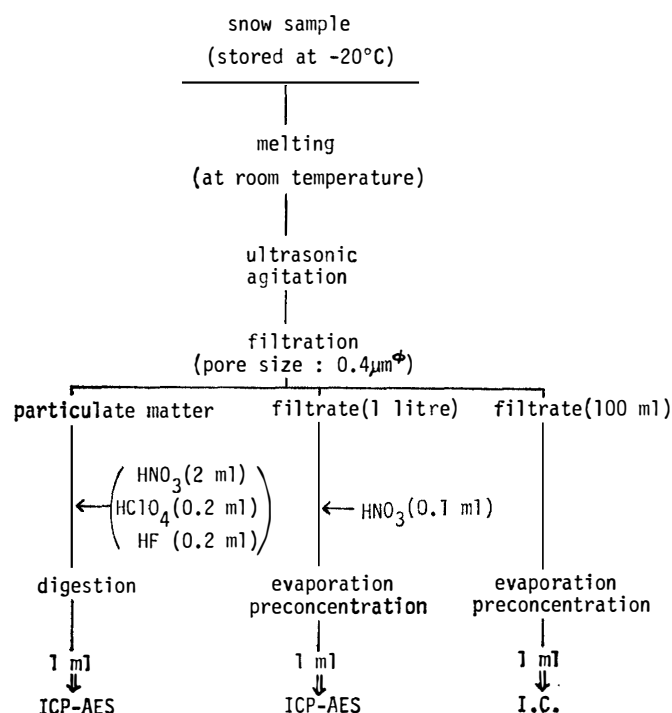 snow sample
(stored at -20°C)
melting
(at room temperature)
ultrasonic
agitation
filtration
(pore size : 0.4μmϕ)
particulate matter
filtrate(1 litre)
filtrate(100 ml)
HNO3(2 ml)
HClO4(0.2 ml)
HF (0.2 ml)
HNO3(0.1 ml)
digestion
evaporation
preconcentration
evaporation
preconcentration
1 ml
1 ml
1 ml
ICP-AES
ICP-AES
I.C.